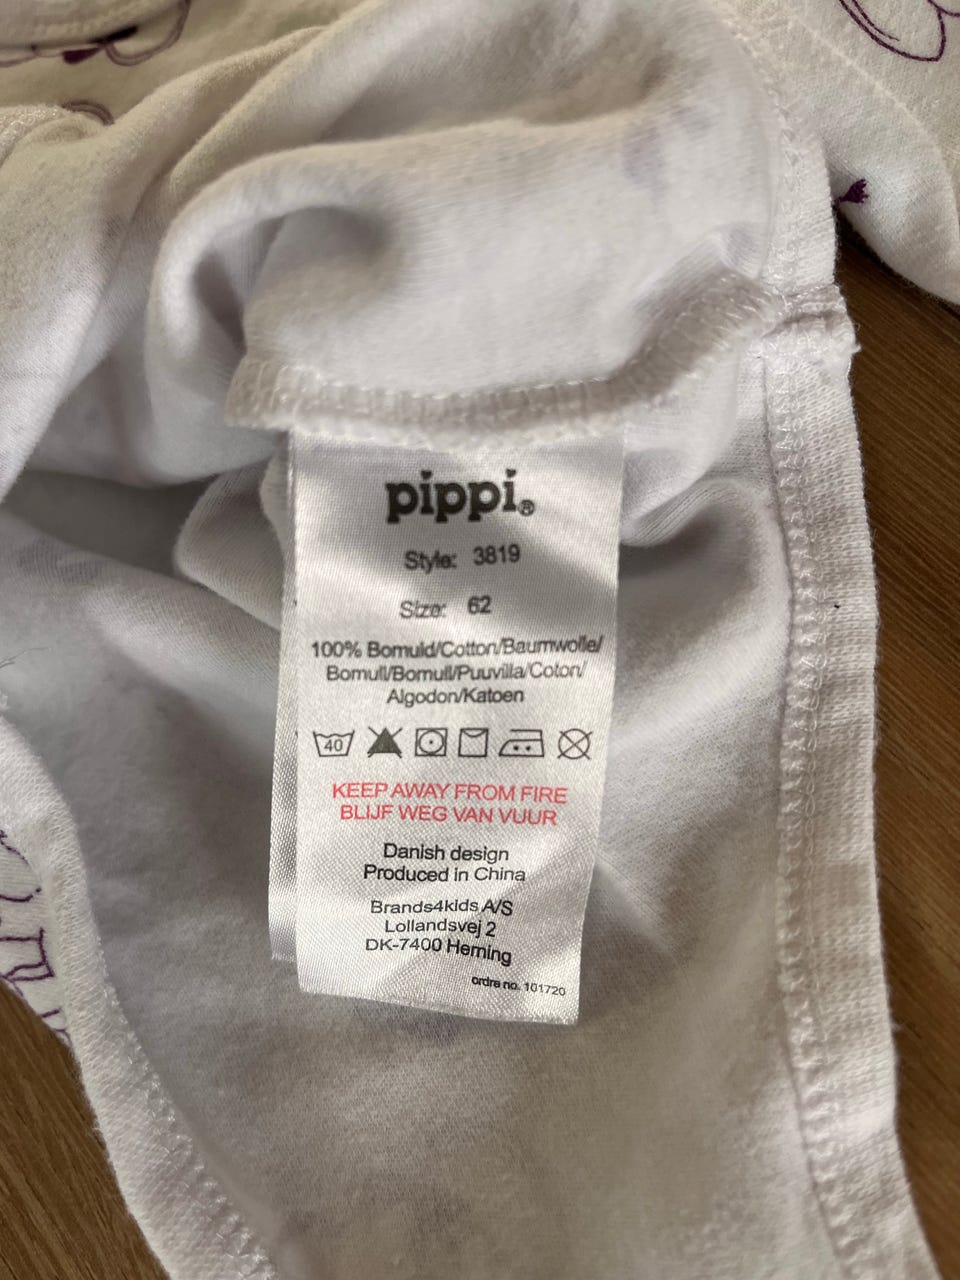 pippi®
Style: 3819
Size: 62
100% Bomuld/Cotton/Baumwolle/
Bomull/Bomull/Puuvilla/Coton/
Algodon/Katoen
40
KEEP AWAY FROM FIRE
BLIJF WEG VAN VUUR
Danish design
Produced in China
Brands4kids A/S
Lollandsvej 2
DK-7400 Herning
ordre no. 101720